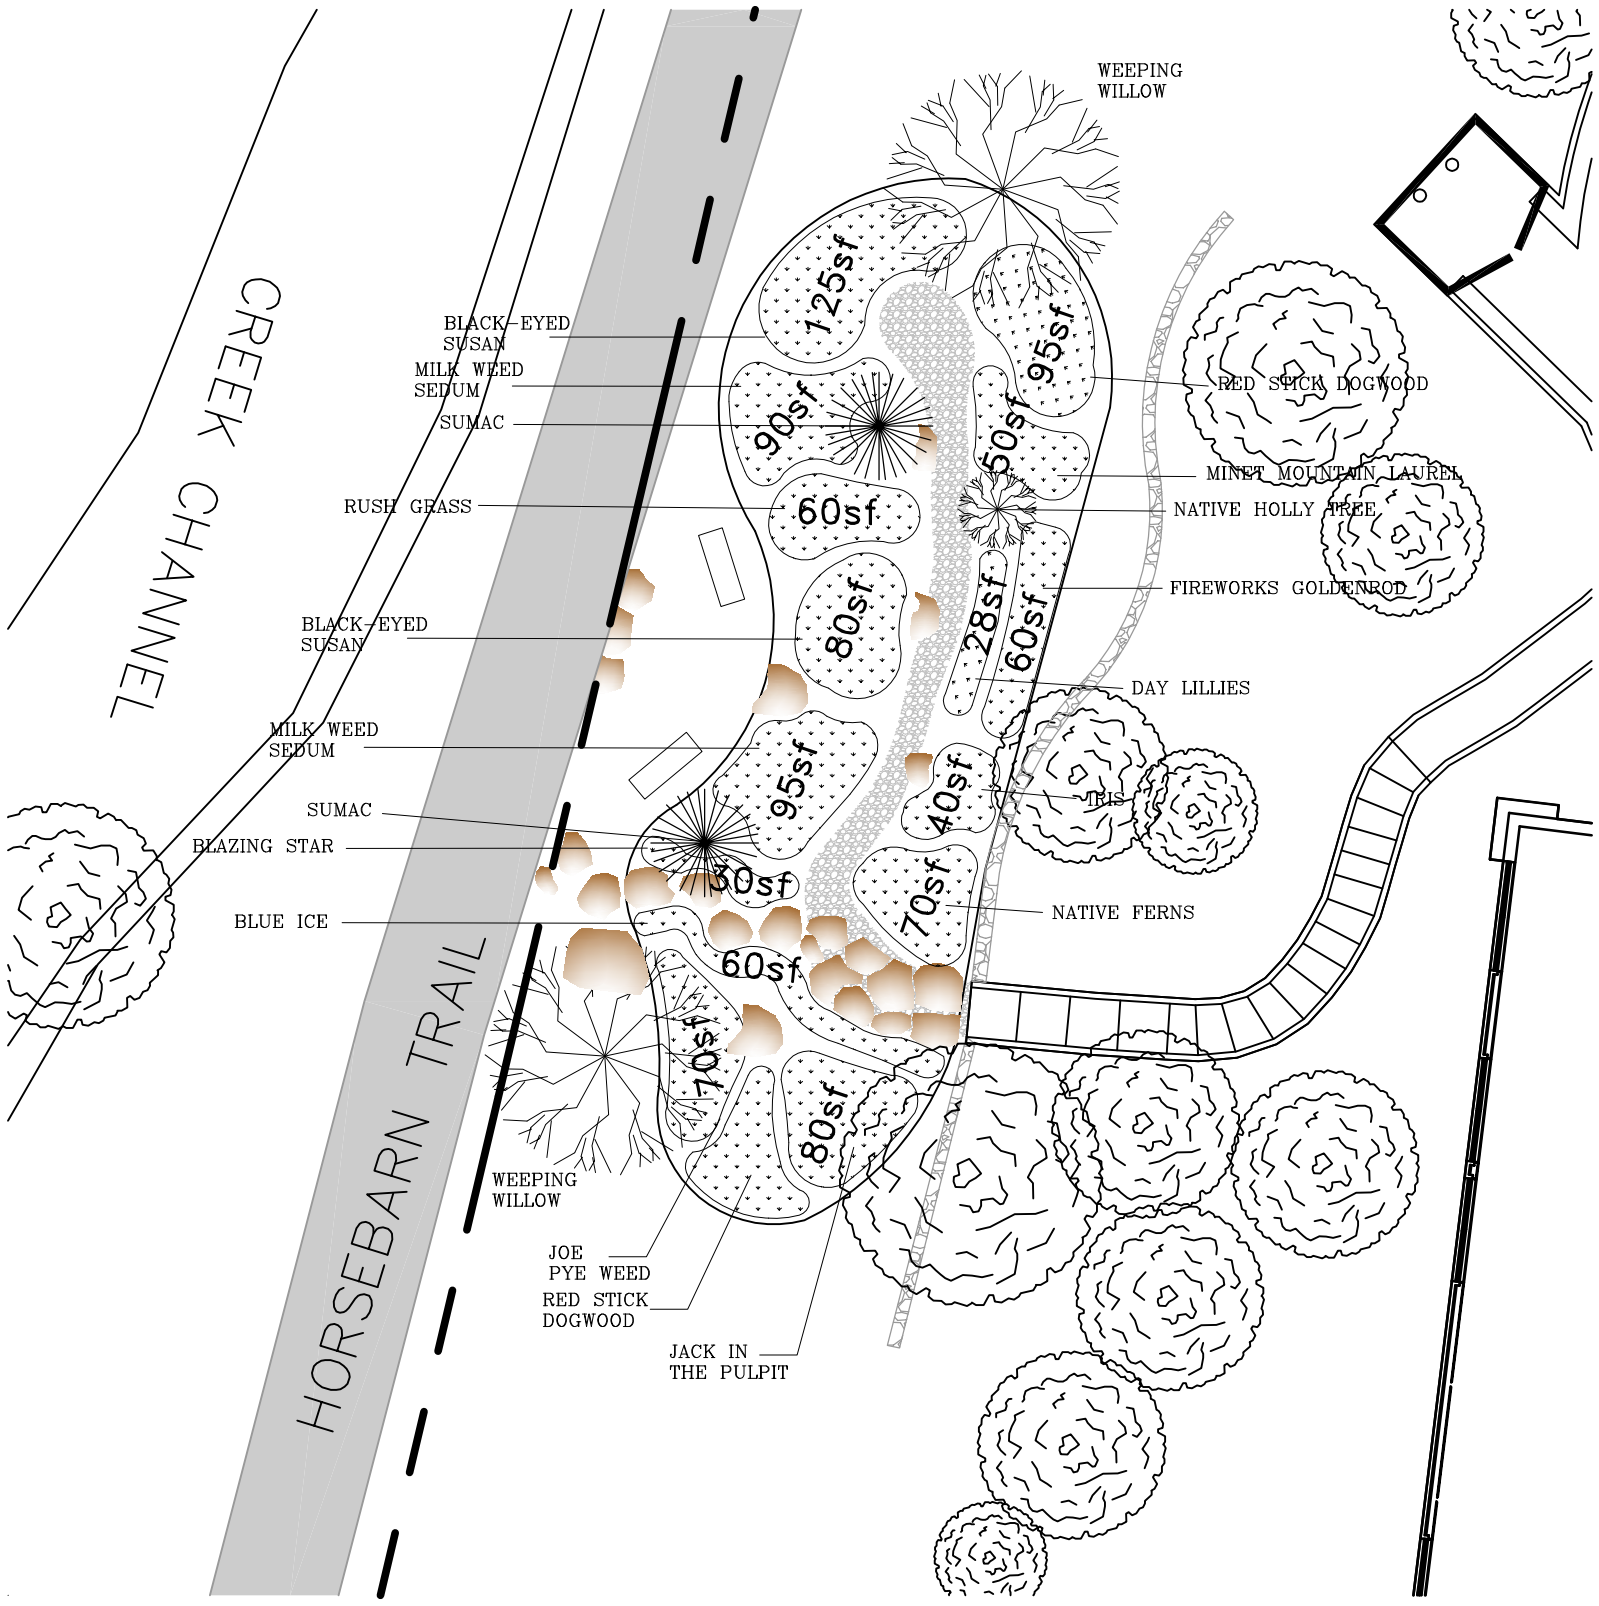 WEEPING
WILLOW
125sf
CREEK CHANNEL
BLACK-EYED
SUSAN
95sf
MILK WEED
SEDUM
RED STICK DOGWOOD
90sf
SUMAC
50sf
MINET MOUNTAIN LAUREL
RUSH GRASS
60sf
NATIVE HOLLY TREE
FIREWORKS GOLDENROD
80sf
28sf
60sf
BLACK-EYED
SUSAN
DAY LILLIES
MILK WEED
SEDUM
95sf
40sf
IRIS
SUMAC
BLAZING STAR
30sf
70sf
BLUE ICE
NATIVE FERNS
60sf
HORSEBARN TRAIL
70sf
80sf
WEEPING
WILLOW
JOE
PYE WEED
RED STICK
DOGWOOD
JACK IN
THE PULPIT